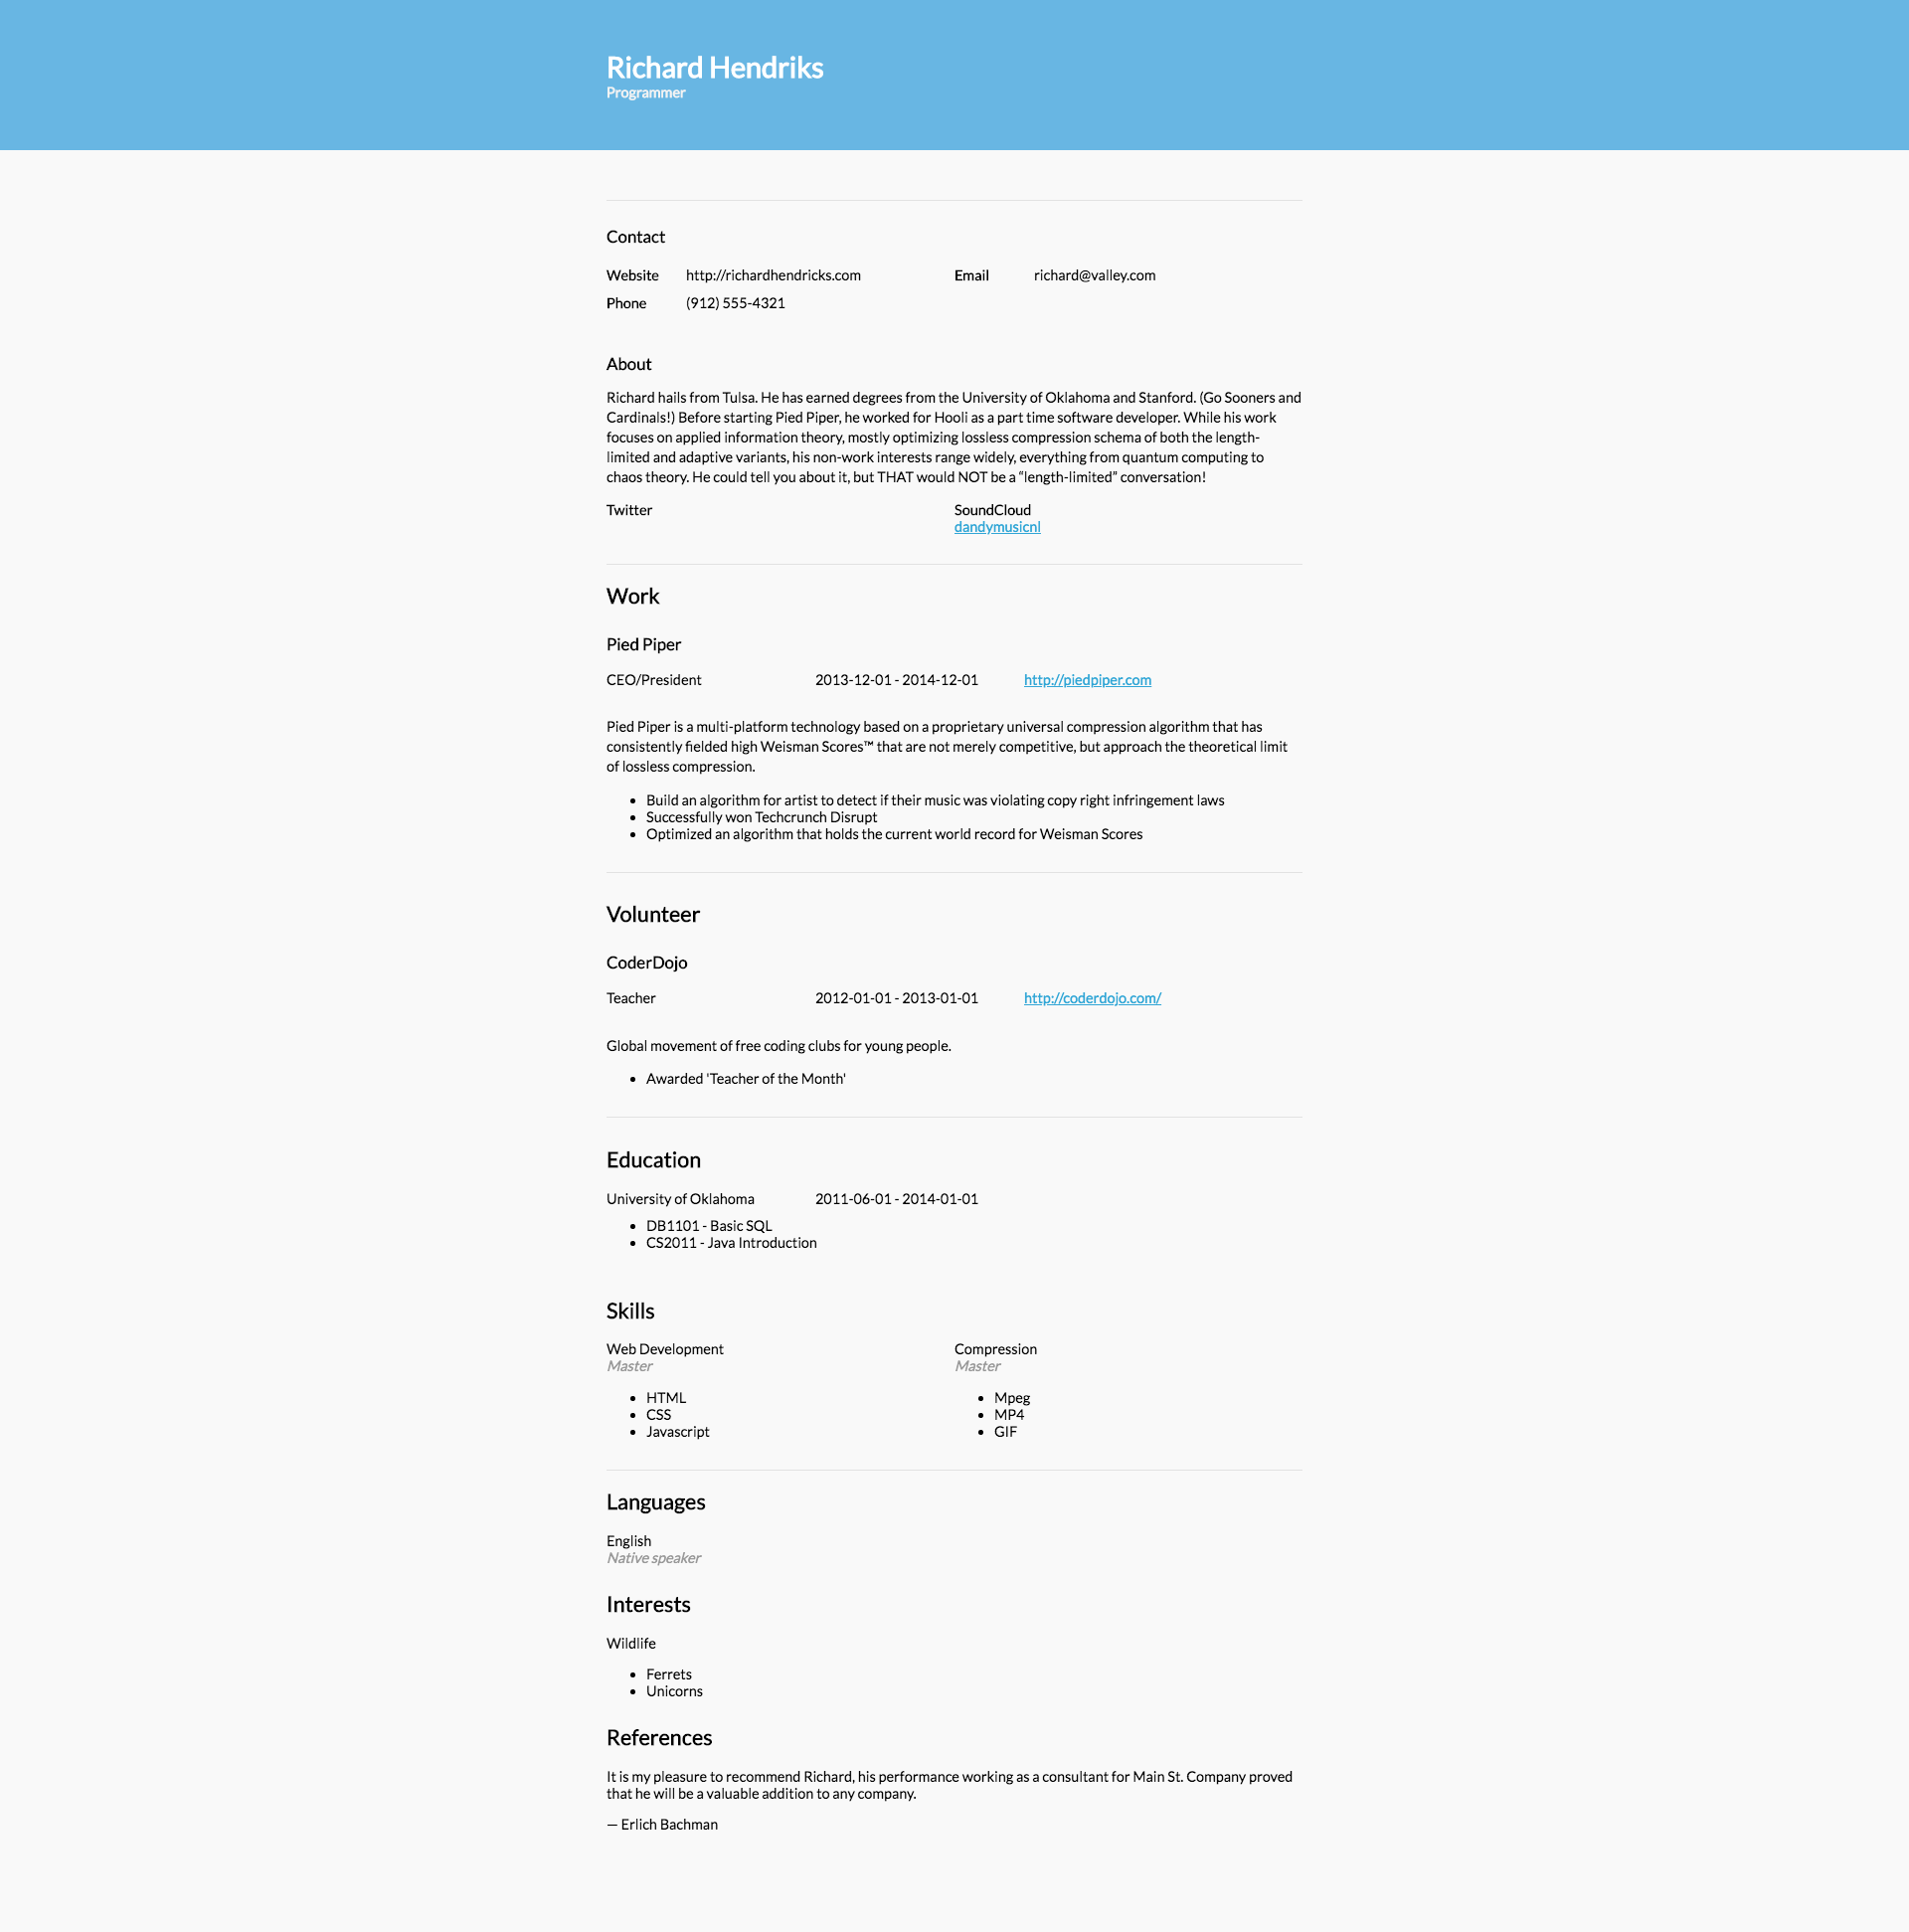 Richard Hendriks
Programmer
Contact
Website http://richardhendricks.com Email richard@valley.com
Phone (912) 555-4321
About
Richard hails from Tulsa. He has earned degrees from the University of Oklahoma and Stanford. (Go Sooners and
Cardinals!) Before starting Pied Piper, he worked for Hooli as a part time software developer. While his work
focuses on applied information theory, mostly optimizing lossless compression schema of both the length-
limited and adaptive variants, his non-work interests range widely, everything from quantum computing to
chaos theory. He could tell you about it, but THAT would NOT be a “length-limited” conversation!
Twitter SoundCloud
dandymusicnl
Work
Pied Piper
CEO/President 2013-12-01 - 2014-12-01 http://piedpiper.com
Pied Piper is a multi-platform technology based on a proprietary universal compression algorithm that has
consistently fielded high Weisman Scores™ that are not merely competitive, but approach the theoretical limit
of lossless compression.
• Build an algorithm for artist to detect if their music was violating copy right infringement laws
• Successfully won Techcrunch Disrupt
• Optimized an algorithm that holds the current world record for Weisman Scores
Volunteer
CoderDojo
Teacher 2012-01-01 - 2013-01-01 http://coderdojo.com/
Global movement of free coding clubs for young people.
• Awarded 'Teacher of the Month'
Education
University of Oklahoma 2011-06-01 - 2014-01-01
• DB1101 - Basic SQL
• CS2011 - Java Introduction
Skills
Web Development Compression
Master Master
• HTML • Mpeg
• CSS • MP4
• Javascript • GIF
Languages
English
Native speaker
Interests
Wildlife
• Ferrets
• Unicorns
References
It is my pleasure to recommend Richard, his performance working as a consultant for Main St. Company proved
that he will be a valuable addition to any company.
— Erlich Bachman